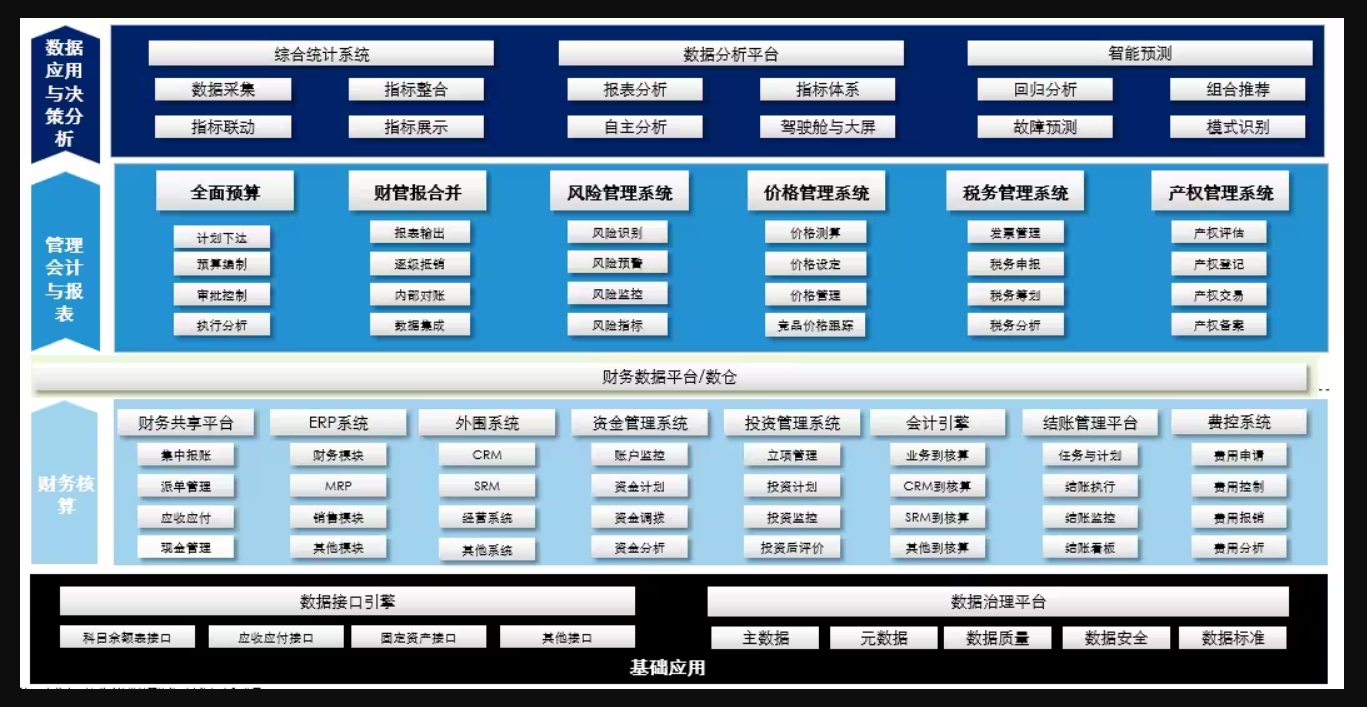 数据
应用
与决
策分
析
综合统计系统
数据分析平台
智能预测
数据采集
指标整合
报表分析
指标体系
回归分析
组合推荐
指标联动
指标展示
自主分析
驾驶舱与大屏
故障预测
模式识别
管理
会计
与报
表
全面预算
财管报合并
风险管理系统
价格管理系统
税务管理系统
产权管理系统
计划下达
报表输出
风险识别
价格测算
发票管理
产权评估
预算编制
逐级抵销
风险预警
价格设定
税务申报
产权登记
审批控制
内部对账
风险监控
价格管理
税务筹划
产权交易
执行分析
数据集成
风险指标
竞品价格跟踪
税务分析
产权备案
财务数据平台/数仓
财务核
算
财务共享平台
ERP系统
外围系统
资金管理系统
投资管理系统
会计引擎
结账管理平台
费控系统
集中报账
财务模块
CRM
账户监控
立项管理
业务到核算
任务与计划
费用申请
派单管理
MRP
SRM
资金计划
投资计划
CRM到核算
结账执行
费用控制
应收应付
销售模块
经营系统
资金调拨
投资监控
SRM到核算
结账监控
费用报销
现金管理
其他模块
其他系统
资金分析
投资后评价
其他到核算
结账看板
费用分析
数据接口引擎
数据治理平台
科目余额表接口
应收应付接口
固定资产接口
其他接口
主数据
元数据
数据质量
数据安全
数据标准
基础应用